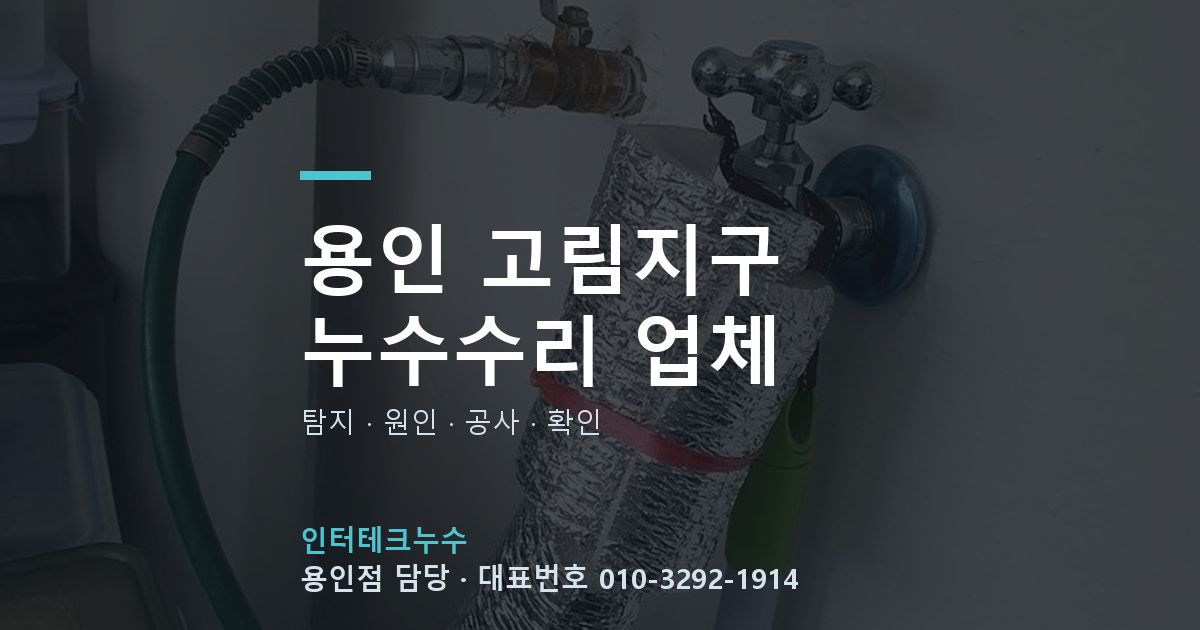 용인 고림지구
누수수리 업체
탐지 · 원인 · 공사 · 확인
인터테크누수
용인점 담당 · 대표번호 010-3292-1914